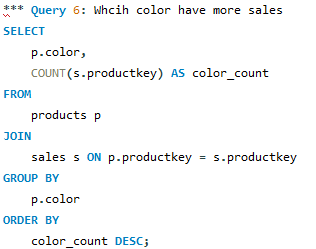 *** Query 6: Whcih color have more sales
SELECT
    p.color,
    COUNT(s.productkey) AS color_count
FROM
    products p
JOIN
    sales s ON p.productkey = s.productkey
GROUP BY
    p.color
ORDER BY
    color_count DESC;